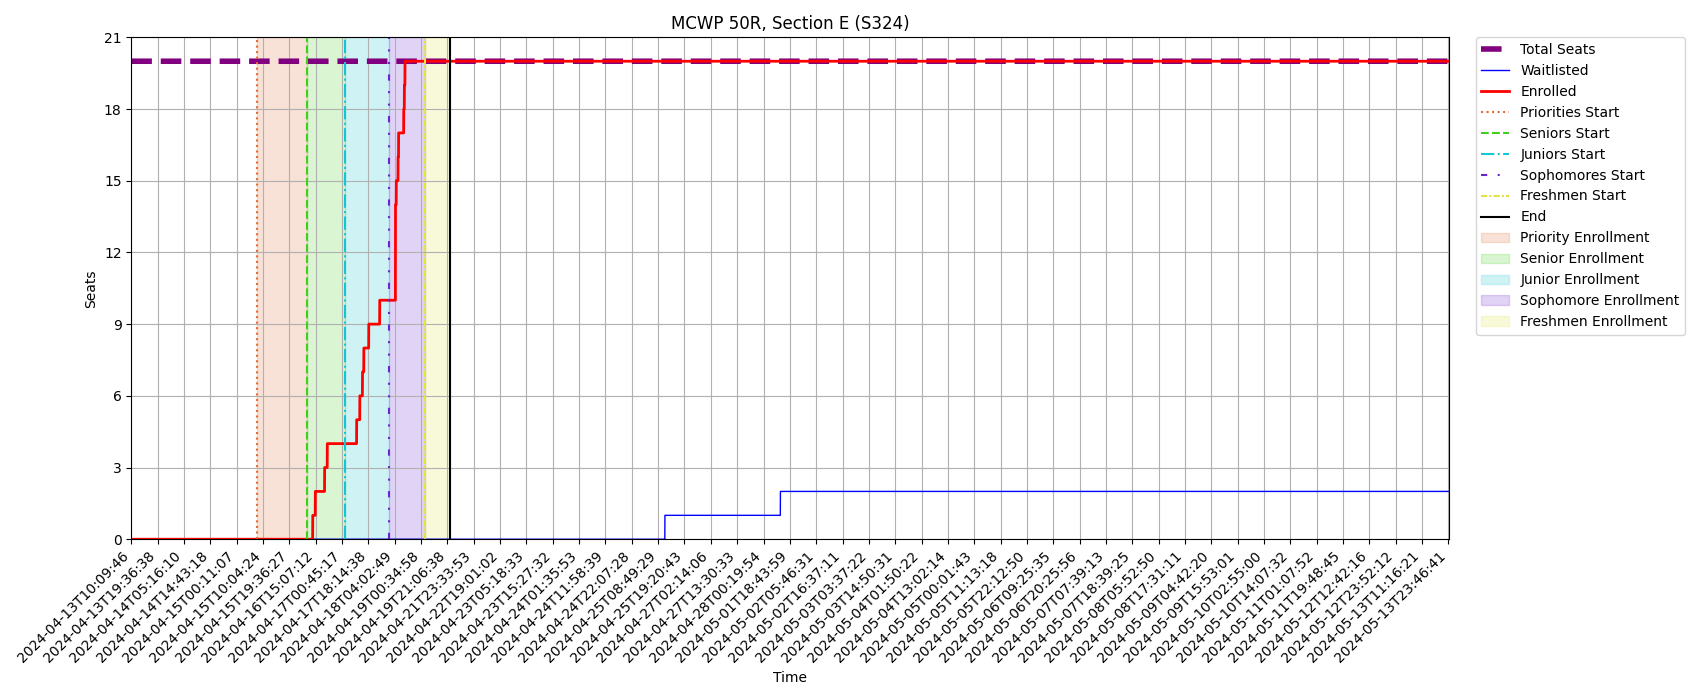 MCWP 50R, Section E (S324)
21
18
15
12
9
6
3
0
Seats
2024-04-13T10:09:46
2024-04-13T19:36:38
2024-04-14T05:16:10
2024-04-14T14:43:18
2024-04-15T00:11:07
2024-04-15T10:04:24
2024-04-15T19:36:27
2024-04-16T15:07:12
2024-04-17T00:45:17
2024-04-17T18:14:38
2024-04-18T04:02:49
2024-04-19T00:34:58
2024-04-19T21:06:38
2024-04-21T23:33:53
2024-04-22T19:01:02
2024-04-23T05:18:33
2024-04-23T15:27:32
2024-04-24T01:35:53
2024-04-24T11:58:39
2024-04-24T22:07:28
2024-04-25T08:49:29
2024-04-25T19:20:43
2024-04-27T02:14:06
2024-04-27T13:30:33
2024-04-28T00:19:54
2024-05-01T18:43:59
2024-05-02T05:46:31
2024-05-02T16:37:11
2024-05-03T03:37:22
2024-05-03T14:50:31
2024-05-04T01:50:22
2024-05-04T13:02:14
2024-05-05T00:01:43
2024-05-05T11:13:18
2024-05-05T22:12:50
2024-05-06T09:25:35
2024-05-06T20:25:56
2024-05-07T07:39:13
2024-05-07T18:39:25
2024-05-08T05:52:50
2024-05-08T17:31:11
2024-05-09T04:42:20
2024-05-09T15:53:01
2024-05-10T02:55:00
2024-05-10T14:07:32
2024-05-11T01:07:52
2024-05-11T19:48:45
2024-05-12T12:42:16
2024-05-12T23:52:12
2024-05-13T11:16:21
2024-05-13T23:46:41
Time
Total Seats
Waitlisted
Enrolled
Priorities Start
Seniors Start
Juniors Start
Sophomores Start
Freshmen Start
End
Priority Enrollment
Senior Enrollment
Junior Enrollment
Sophomore Enrollment
Freshmen Enrollment